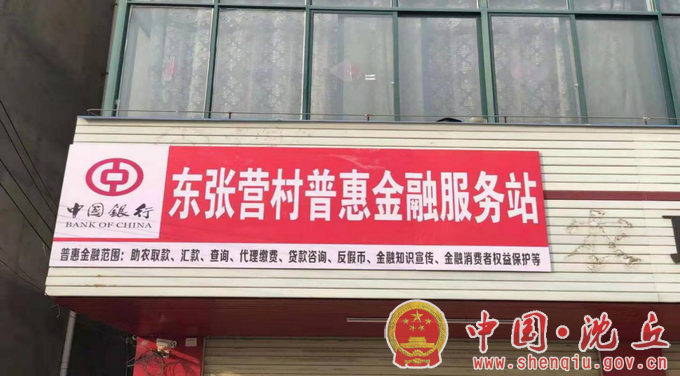 中国銀行
BANK OF CHINA
东张营村普惠金融服务站
普惠金融范围：助农取款、汇款、查询、代理缴费、贷款咨询、反假币、金融知识宣传、金融消费者权益保护等
中国·沈丘
www.shenqiu.gov.cn